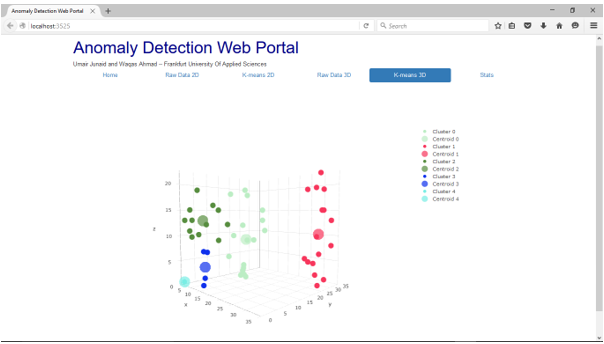 Anomaly Detection Web Portal × +
localhost:3525
Search
Anomaly Detection Web Portal
Umair Junaid and Waqas Ahmad – Frankfurt University Of Applied Sciences
Home Raw Data 2D K-means 2D Raw Data 3D K-means 3D Stats
Cluster 0
Centroid 0
Cluster 1
Centroid 1
Cluster 2
Centroid 2
Cluster 3
Centroid 3
Cluster 4
Centroid 4
20
15
z
10
5
0
5
10
15
20
25
30
35
x
0
5
10
15
20
25
30
35
y